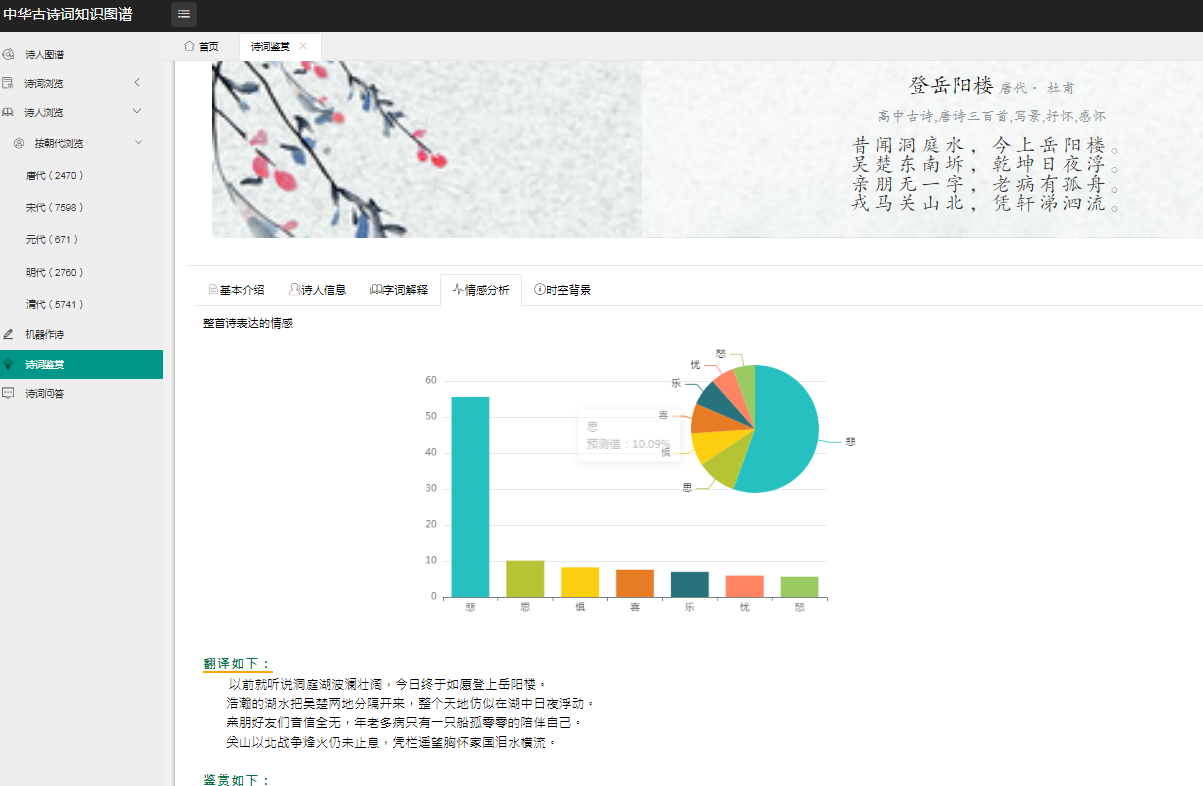 中华古诗词知识图谱
首页
诗词鉴赏
诗人图谱
诗词浏览
诗人浏览
按朝代浏览
唐代（2470）
宋代（7598）
元代（671）
明代（2760）
清代（5741）
机器作诗
诗词鉴赏
诗词问答
登岳阳楼 唐代· 杜甫
高中古诗,唐诗三百首,写景,抒怀,感怀
昔闻洞庭水，今上岳阳楼。
吴楚东南坼，乾坤日夜浮。
亲朋无一字，老病有孤舟。
戎马关山北，凭轩涕泗流。
基本介绍
诗人信息
字词解释
情感分析
时空背景
整首诗表达的情感
60
50
40
30
20
10
0
悲
思
惧
喜
乐
忧
怒
怒
忧
乐
喜
惧
思
悲
思
预测值：10.09%
翻译如下：
以前就听说洞庭湖波澜壮阔，今日终于如愿登上岳阳楼。
浩瀚的湖水把吴楚两地分隔开来，整个天地仿似在湖中日夜浮动。
亲朋好友们音信全无，年老多病只有一只船孤零零的陪伴自己。
关山以北战争烽火仍未止息，凭栏遥望胸怀家国泪水横流。
鉴赏如下：